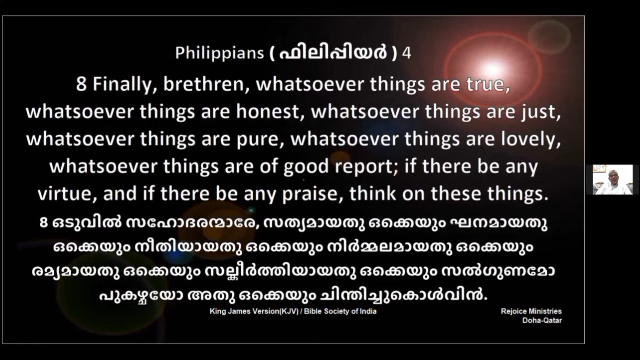 Philippians ( ഫിലിപ്പിയർ ) 4
8 Finally, brethren, whatsoever things are true,
whatsoever things are honest, whatsoever things are just,
whatsoever things are pure, whatsoever things are lovely,
whatsoever things are of good report; if there be any
virtue, and if there be any praise, think on these things.
8 ഒടുവിൽ സഹോദരന്മാരേ, സത്യമായതു ഒക്കെയും ഘനമായതു
ഒക്കെയും നീതിയായതു ഒക്കെയും നിർമ്മലമായതു ഒക്കെയും
രമ്യമായതു ഒക്കെയും സല്ക്കീർത്തിയായതു ഒക്കെയും സൽഗുണമോ
പുകഴ്ചയോ അതു ഒക്കെയും ചിന്തിച്ചുകൊൾവിൻ.
King James Version(KJV) / Bible Society of India
Rejoice Ministries
Doha-Qatar